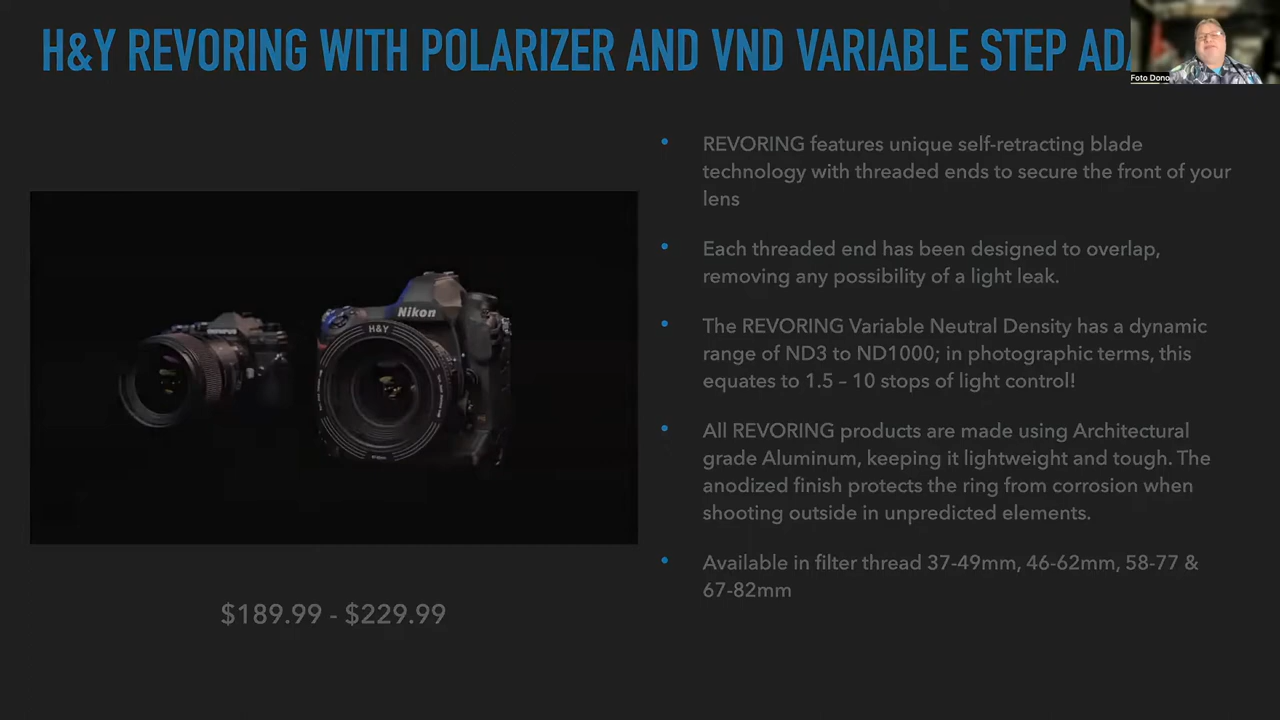 H&Y REVORING WITH POLARIZER AND VND VARIABLE STEP
Foto Dono
REVORING features unique self-retracting blade
technology with threaded ends to secure the front of your
lens
Each threaded end has been designed to overlap,
removing any possibility of a light leak.
The REVORING Variable Neutral Density has a dynamic
range of ND3 to ND1000; in photographic terms, this
equates to 1.5 – 10 stops of light control!
All REVORING products are made using Architectural
grade Aluminum, keeping it lightweight and tough. The
anodized finish protects the ring from corrosion when
shooting outside in unpredicted elements.
Available in filter thread 37-49mm, 46-62mm, 58-77 &
67-82mm
OLYMPUS
Nikon
H&Y
$189.99 - $229.99